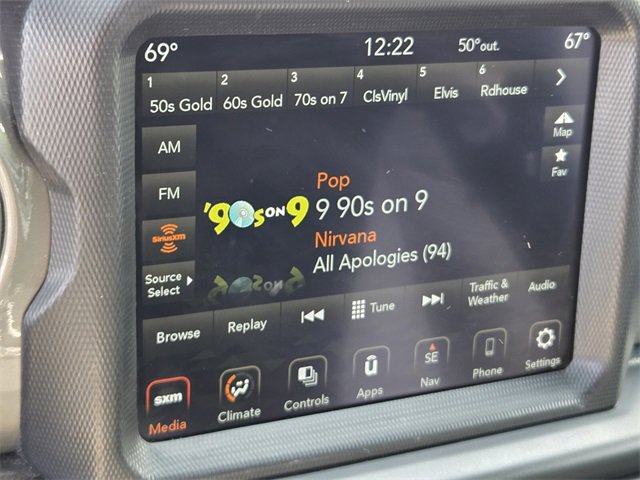 69° 12:22 50°out. 67°
1 2 3 4 5 6
50s Gold 60s Gold 70s on 7 ClsVinyl Elvis Rdhouse
AM
Map
FM
Fav
Pop
'90s ON 9
9 90s on 9
SiriusXM
Nirvana
All Apologies (94)
Source
Select
Browse
Replay
Tune
Traffic &
Weather
Audio
sxm
Media
Climate
Controls
Apps
SE
Nav
Phone
Settings